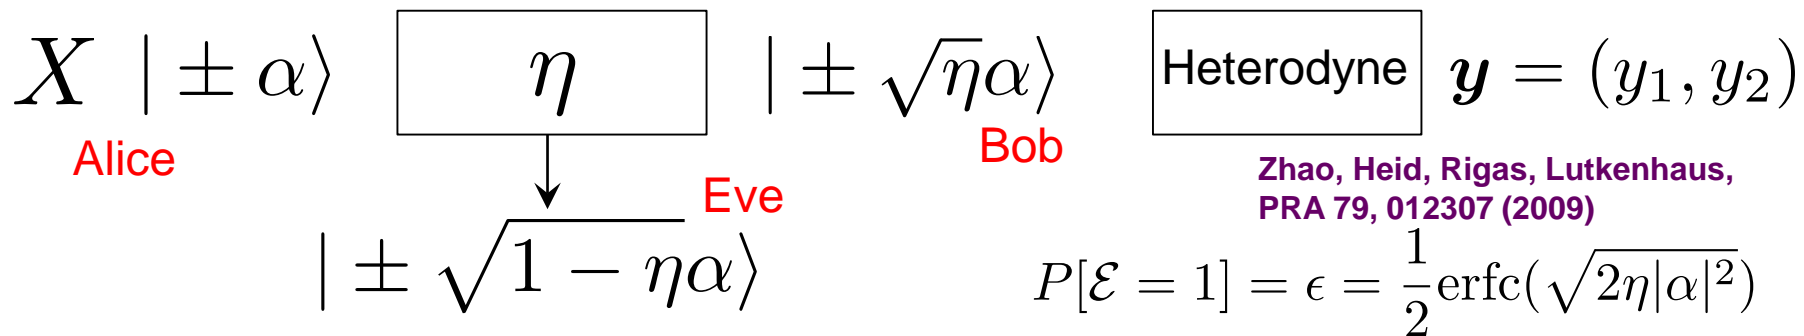 X |± α⟩ η |± √η α⟩ Heterodyne y = (y₁, y₂)
Alice Bob
Zhao, Heid, Rigas, Lutkenhaus,
Eve
PRA 79, 012307 (2009)
|± √(1 − η) α⟩ P[ℰ = 1] = ϵ = 1/2 erfc(√(2η|α|²))